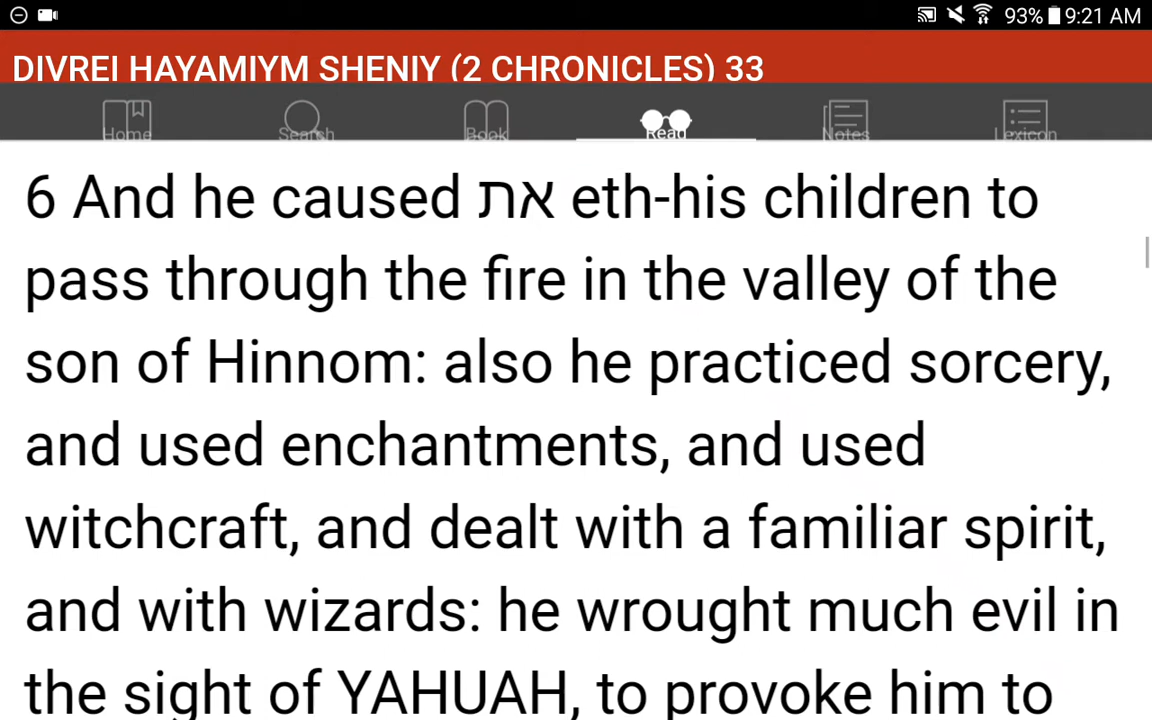 93% 9:21 AM
DIVREI HAYAMIYM SHENIY (2 CHRONICLES) 33
Home Search Book Read Notes Lexicon
6 And he caused את eth-his children to
pass through the fire in the valley of the
son of Hinnom: also he practiced sorcery,
and used enchantments, and used
witchcraft, and dealt with a familiar spirit,
and with wizards: he wrought much evil in
the sight of YAHUAH, to provoke him to